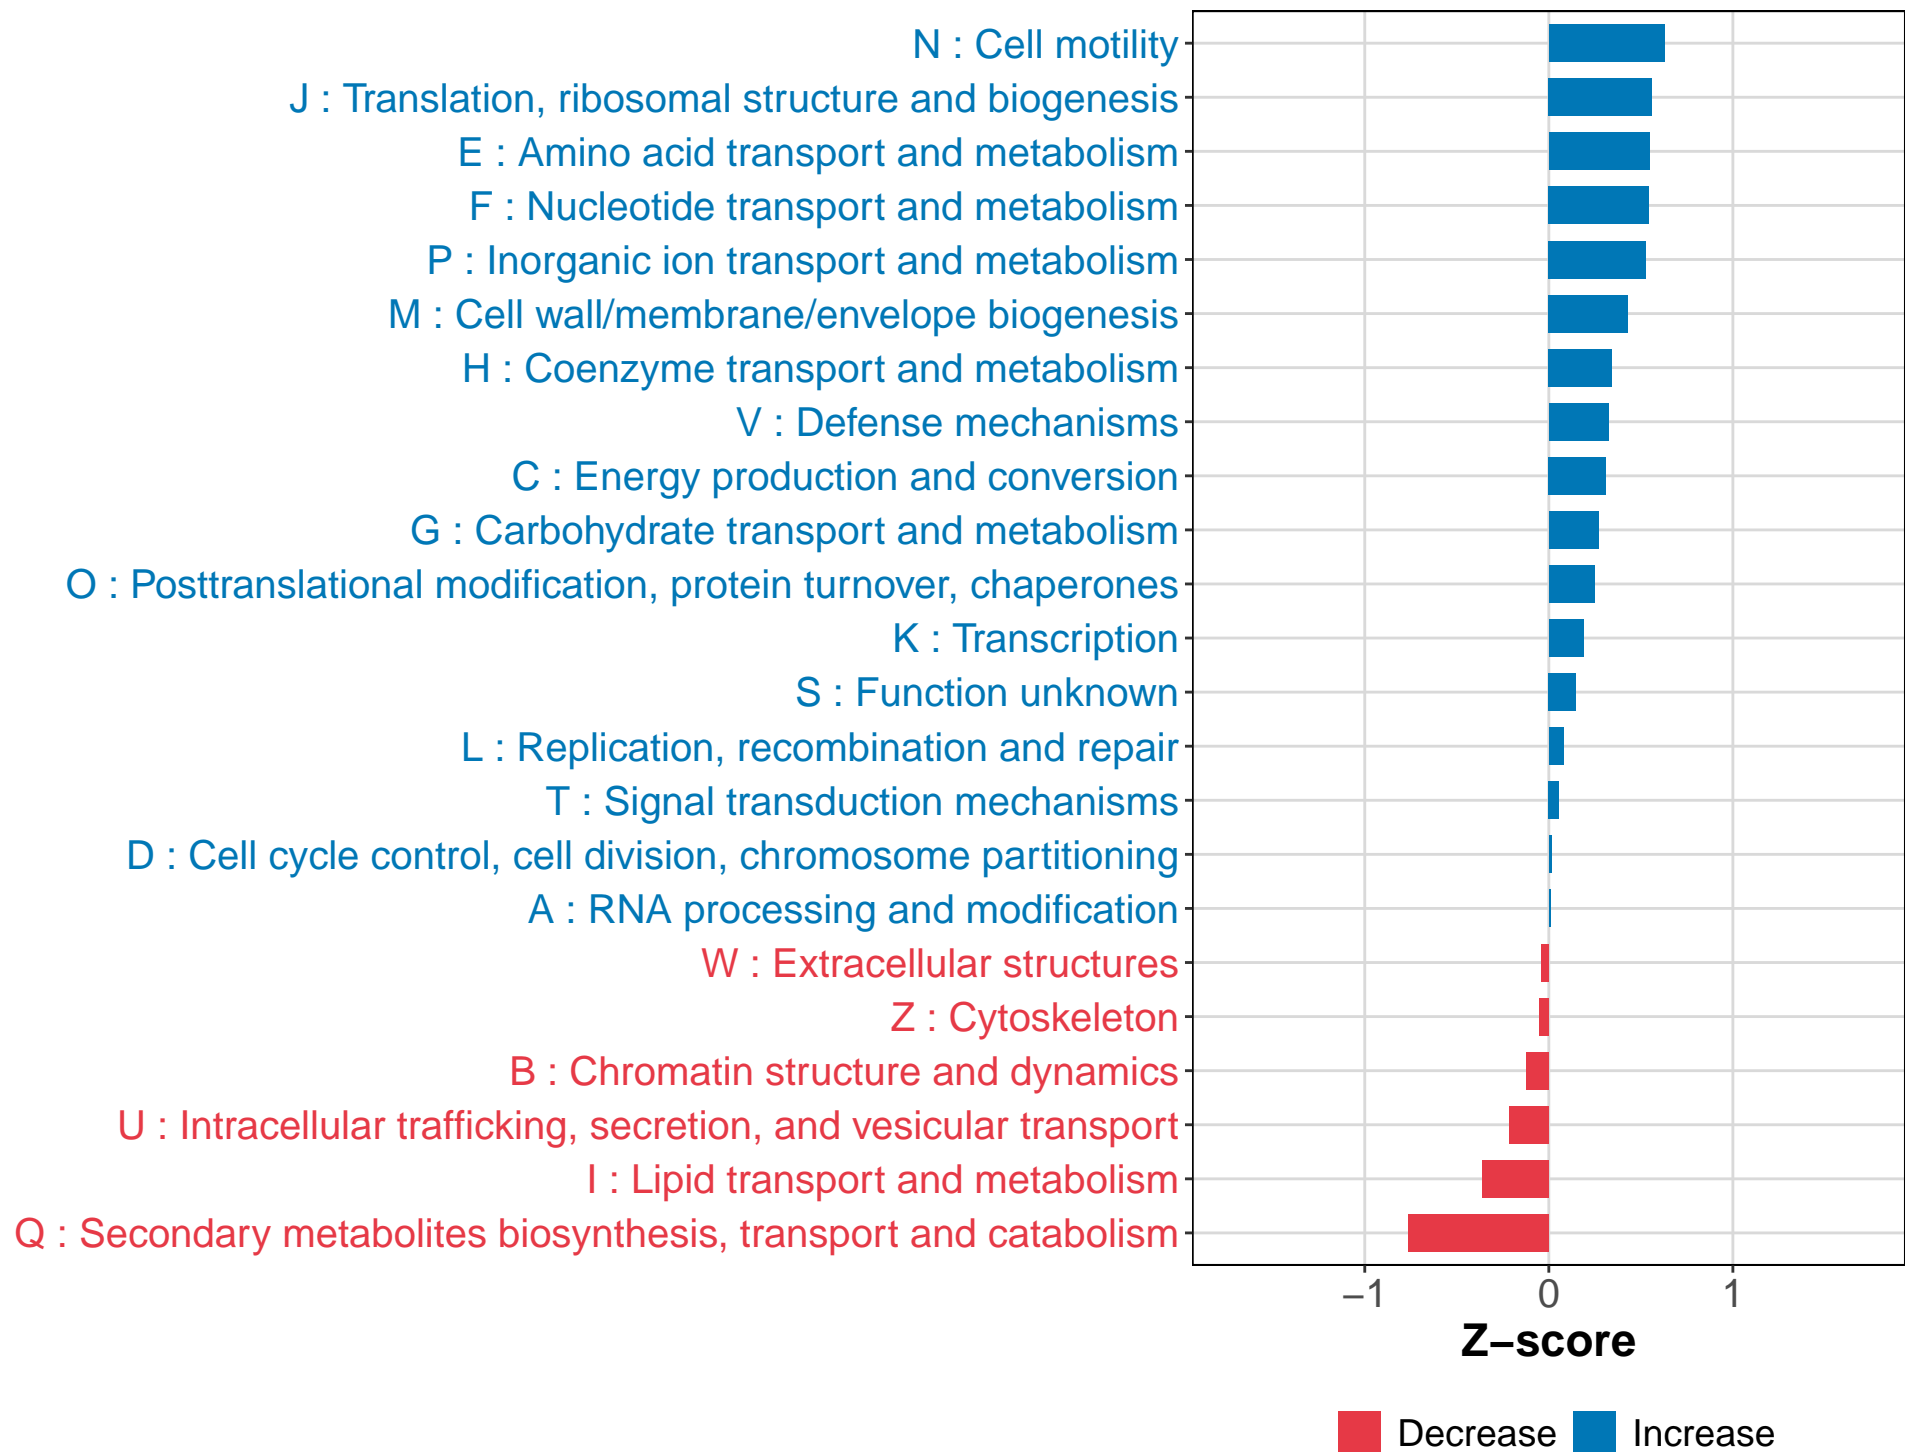 N : Cell motility
J : Translation, ribosomal structure and biogenesis
E : Amino acid transport and metabolism
F : Nucleotide transport and metabolism
P : Inorganic ion transport and metabolism
M : Cell wall/membrane/envelope biogenesis
H : Coenzyme transport and metabolism
V : Defense mechanisms
C : Energy production and conversion
G : Carbohydrate transport and metabolism
O : Posttranslational modification, protein turnover, chaperones
K : Transcription
S : Function unknown
L : Replication, recombination and repair
T : Signal transduction mechanisms
D : Cell cycle control, cell division, chromosome partitioning
A : RNA processing and modification
W : Extracellular structures
Z : Cytoskeleton
B : Chromatin structure and dynamics
U : Intracellular trafficking, secretion, and vesicular transport
I : Lipid transport and metabolism
Q : Secondary metabolites biosynthesis, transport and catabolism
−1 0 1
Z−score
Decrease Increase